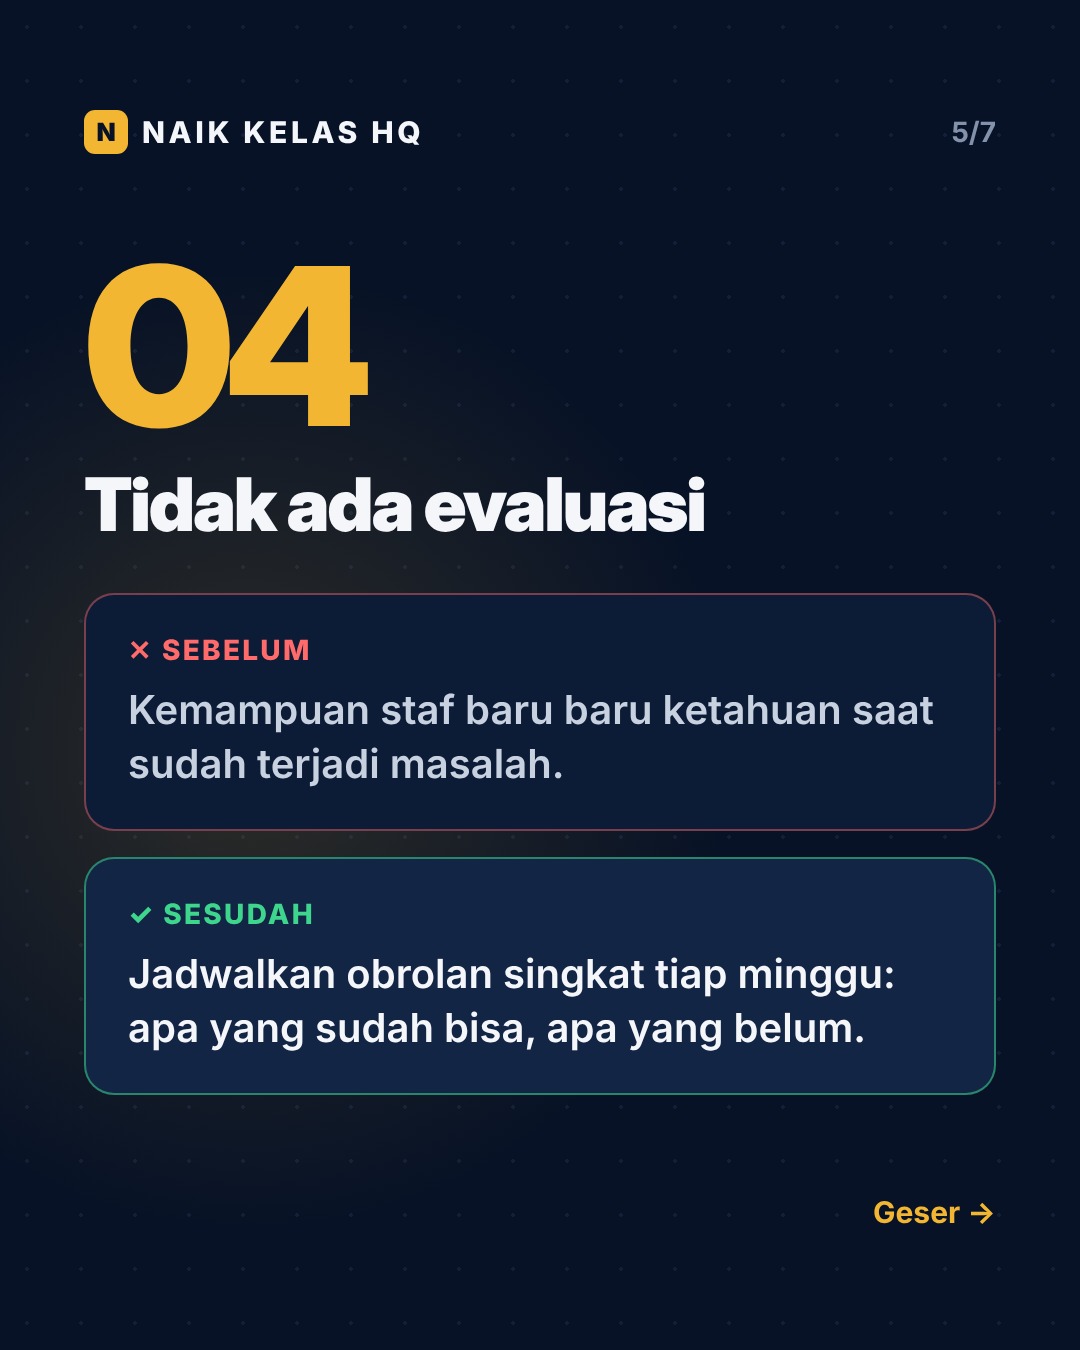 N NAIK KELAS HQ
5/7
04
Tidak ada evaluasi
✕ SEBELUM
Kemampuan staf baru baru ketahuan saat
sudah terjadi masalah.
✓ SESUDAH
Jadwalkan obrolan singkat tiap minggu:
apa yang sudah bisa, apa yang belum.
Geser →